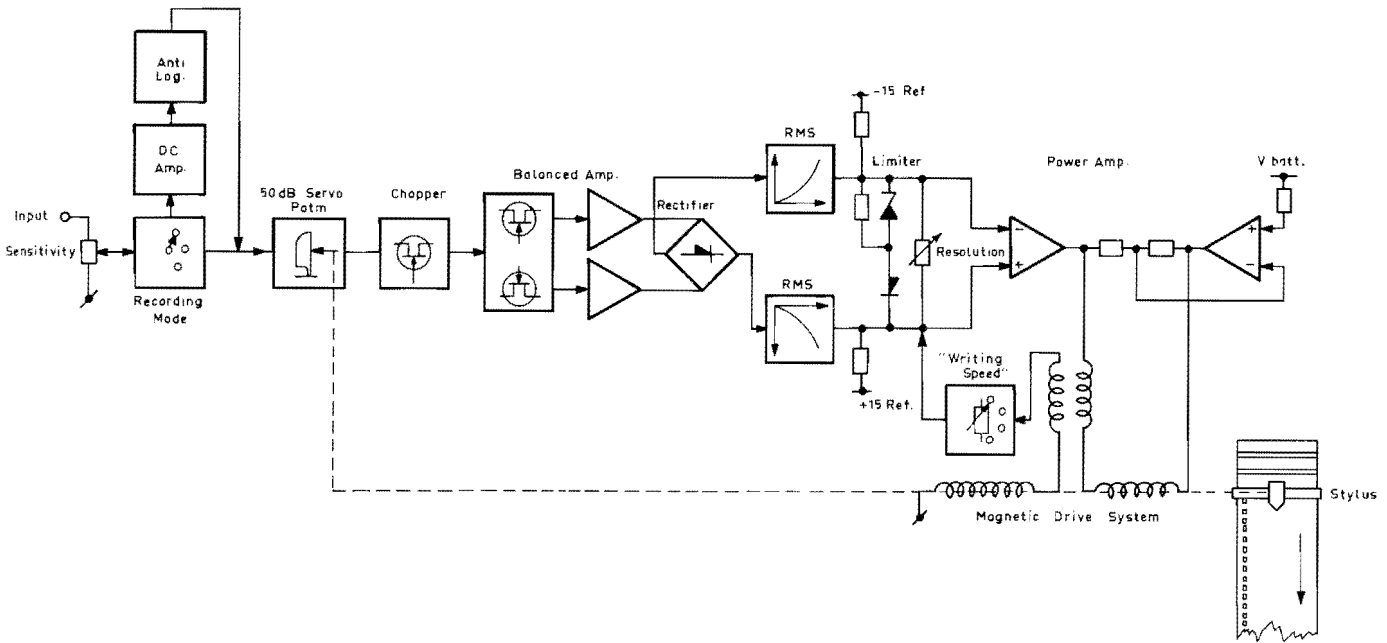 Anti
Log.
DC
Amp.
Input
Sensitivity
Recording
Mode
50dB Servo
Potm
Chopper
Balanced Amp.
Rectifier
RMS
RMS
-15 Ref
Limiter
Resolution
+15 Ref.
Power Amp.
-
+
V batt.
+
-
"Writing
Speed"
Magnetic Drive System
Stylus